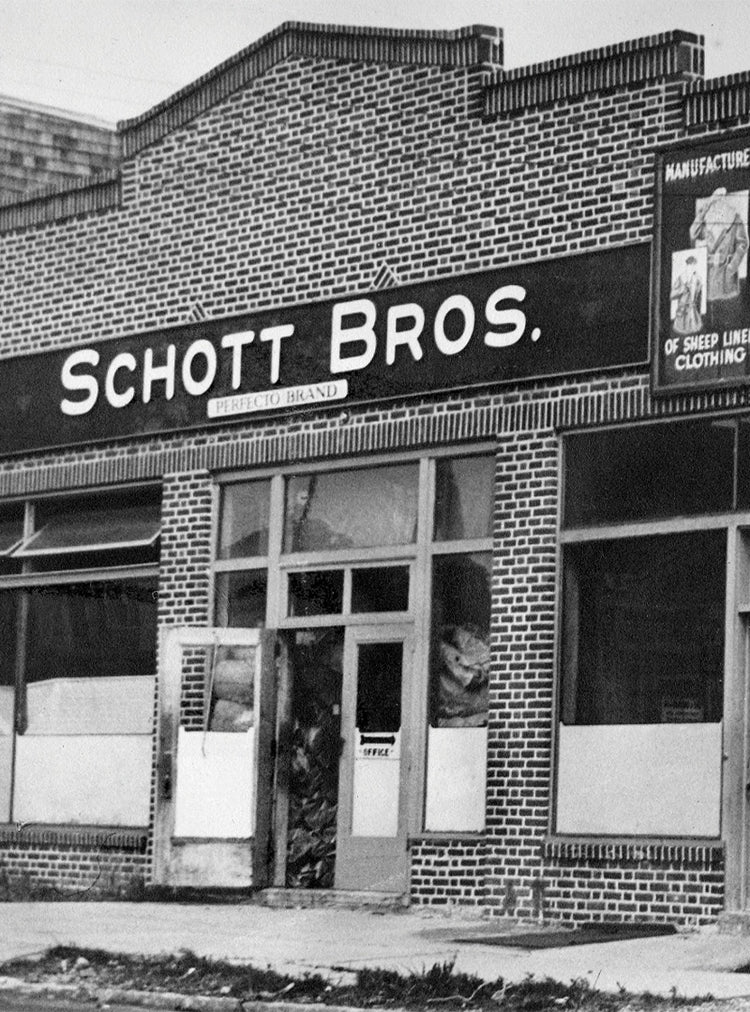 SCHOTT BROS.
PERFECTO BRAND
MANUFACTURE
OF SHEEP LINE
CLOTHING
OFFICE